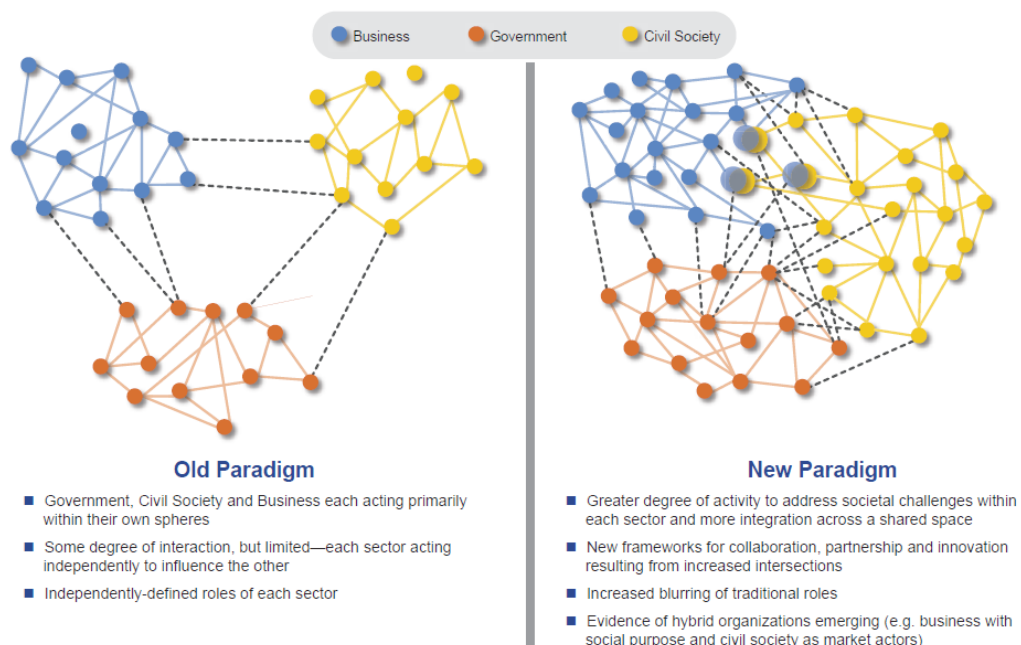 Business
Government
Civil Society
Old Paradigm
■ Government, Civil Society and Business each acting primarily
within their own spheres
■ Some degree of interaction, but limited—each sector acting
independently to influence the other
■ Independently-defined roles of each sector
New Paradigm
■ Greater degree of activity to address societal challenges within
each sector and more integration across a shared space
■ New frameworks for collaboration, partnership and innovation
resulting from increased intersections
■ Increased blurring of traditional roles
■ Evidence of hybrid organizations emerging (e.g. business with
social purpose and civil society as market actors)